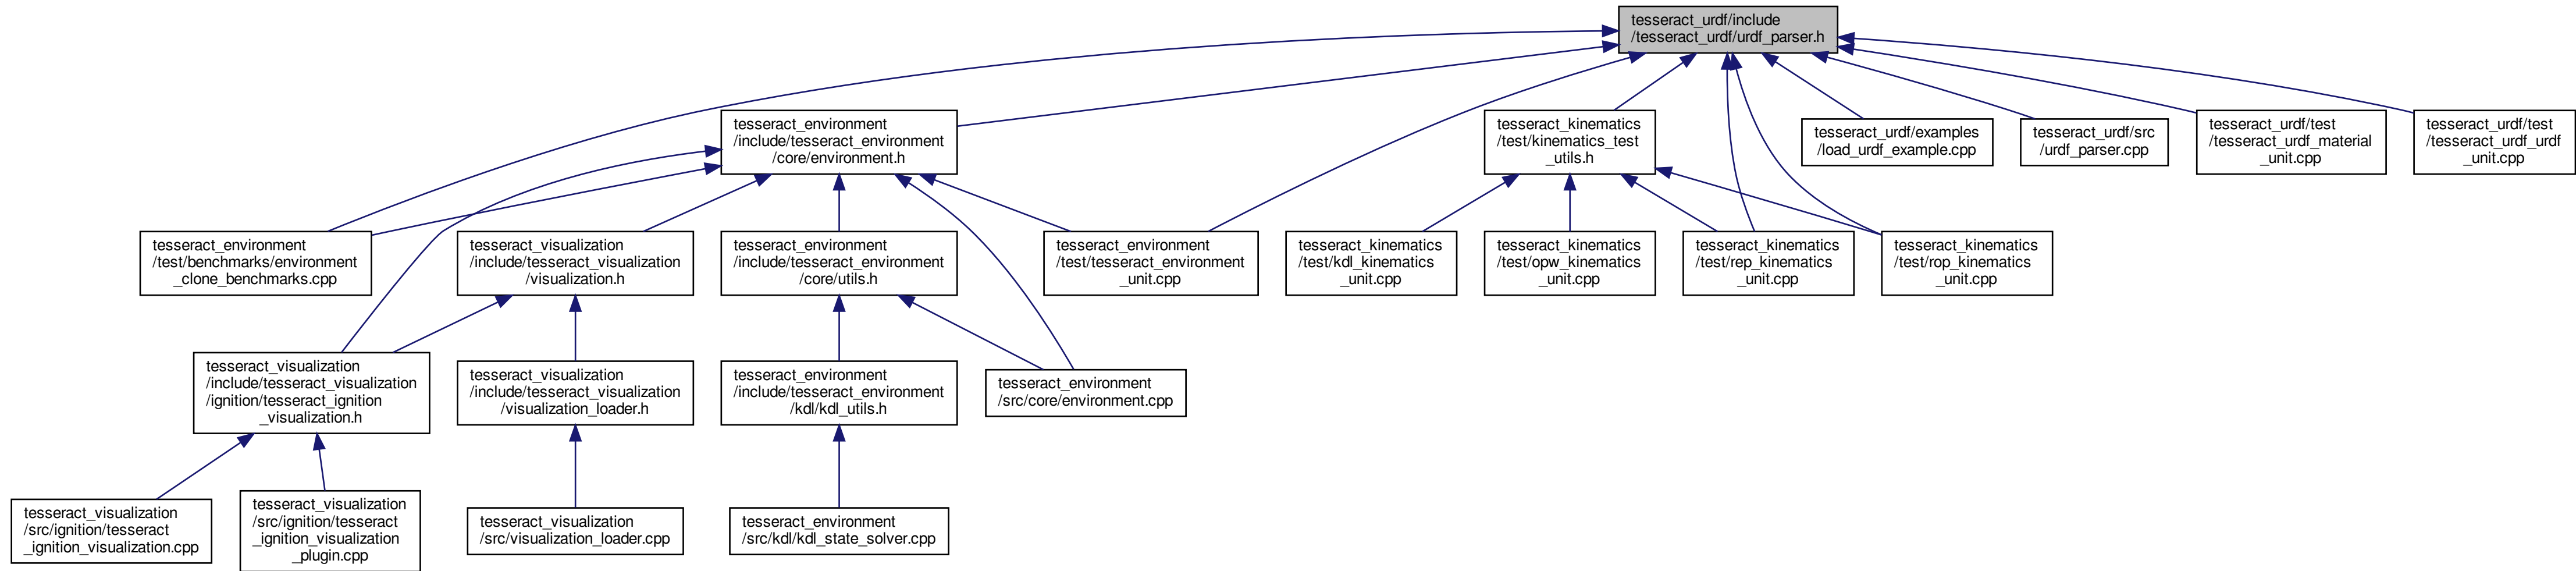 tesseract_urdf/include
/tesseract_urdf/urdf_parser.h
tesseract_environment
/include/tesseract_environment
/core/environment.h
tesseract_kinematics
/test/kinematics_test
_utils.h
tesseract_urdf/examples
/load_urdf_example.cpp
tesseract_urdf/src
/urdf_parser.cpp
tesseract_urdf/test
/tesseract_urdf_material
_unit.cpp
tesseract_urdf/test
/tesseract_urdf_urdf
_unit.cpp
tesseract_environment
/test/benchmarks/environment
_clone_benchmarks.cpp
tesseract_visualization
/include/tesseract_visualization
/visualization.h
tesseract_environment
/include/tesseract_environment
/core/utils.h
tesseract_environment
/test/tesseract_environment
_unit.cpp
tesseract_kinematics
/test/kdl_kinematics
_unit.cpp
tesseract_kinematics
/test/opw_kinematics
_unit.cpp
tesseract_kinematics
/test/rep_kinematics
_unit.cpp
tesseract_kinematics
/test/rop_kinematics
_unit.cpp
tesseract_visualization
/include/tesseract_visualization
/ignition/tesseract_ignition
_visualization.h
tesseract_visualization
/include/tesseract_visualization
/visualization_loader.h
tesseract_environment
/include/tesseract_environment
/kdl/kdl_utils.h
tesseract_environment
/src/core/environment.cpp
tesseract_visualization
/src/ignition/tesseract
_ignition_visualization.cpp
tesseract_visualization
/src/ignition/tesseract
_ignition_visualization
_plugin.cpp
tesseract_visualization
/src/visualization_loader.cpp
tesseract_environment
/src/kdl/kdl_state_solver.cpp